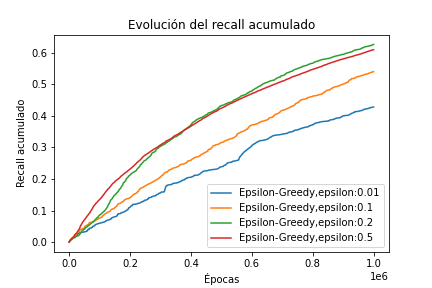 Evolución del recall acumulado
Recall acumulado
0.6
0.5
0.4
0.3
0.2
0.1
0.0
Epsilon-Greedy,epsilon:0.01
Epsilon-Greedy,epsilon:0.1
Epsilon-Greedy,epsilon:0.2
Epsilon-Greedy,epsilon:0.5
0.0 0.2 0.4 0.6 0.8 1.0
1e6
Épocas